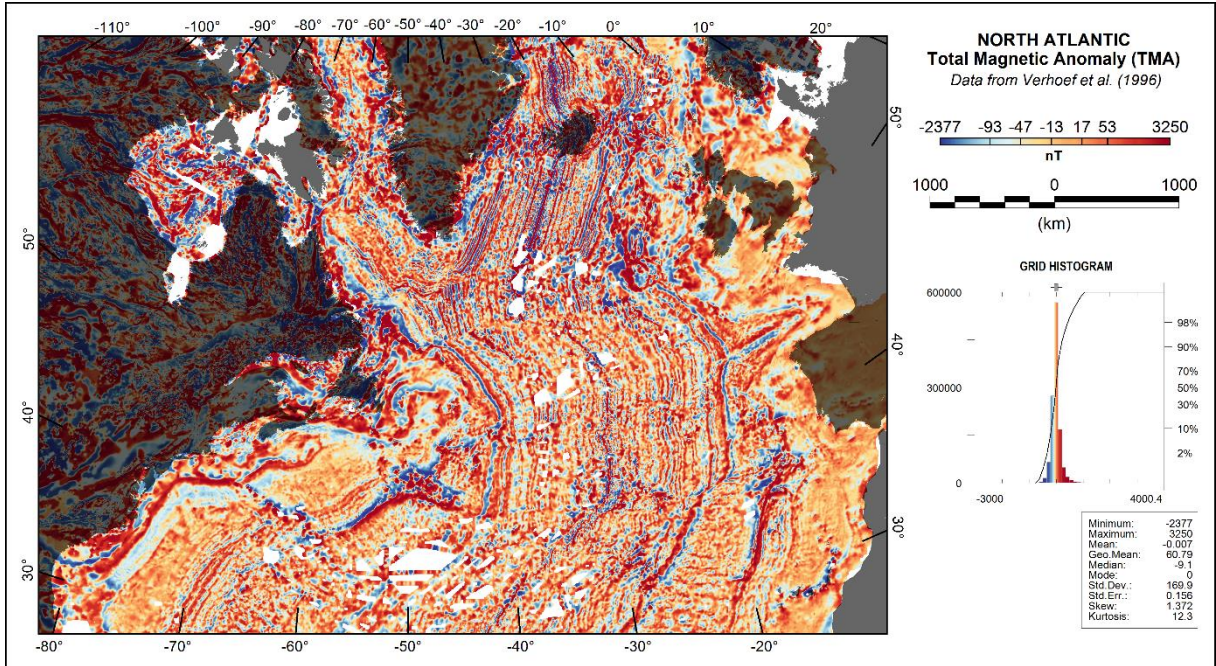 -110° -100° -90° -80° -70° -60° -50° -40° -30° -20° -10° 0° 10° 20°
50°
40°
30°
50°
40°
30°
-80° -70° -60° -50° -40° -30° -20°
NORTH ATLANTIC
Total Magnetic Anomaly (TMA)
Data from Verhoef et al. (1996)
-2377 -93 -47 -13 17 53 3250
nT
1000 0 1000
(km)
GRID HISTOGRAM
600000
300000
0
98%
90%
70%
50%
30%
10%
2%
-3000 4000.4
Minimum: -2377
Maximum: 3250
Mean: -0.007
Geo.Mean: 60.79
Median: -9.1
Mode: 0
Std.Dev.: 169.9
Std.Err.: 0.156
Skew: 1.372
Kurtosis: 12.3